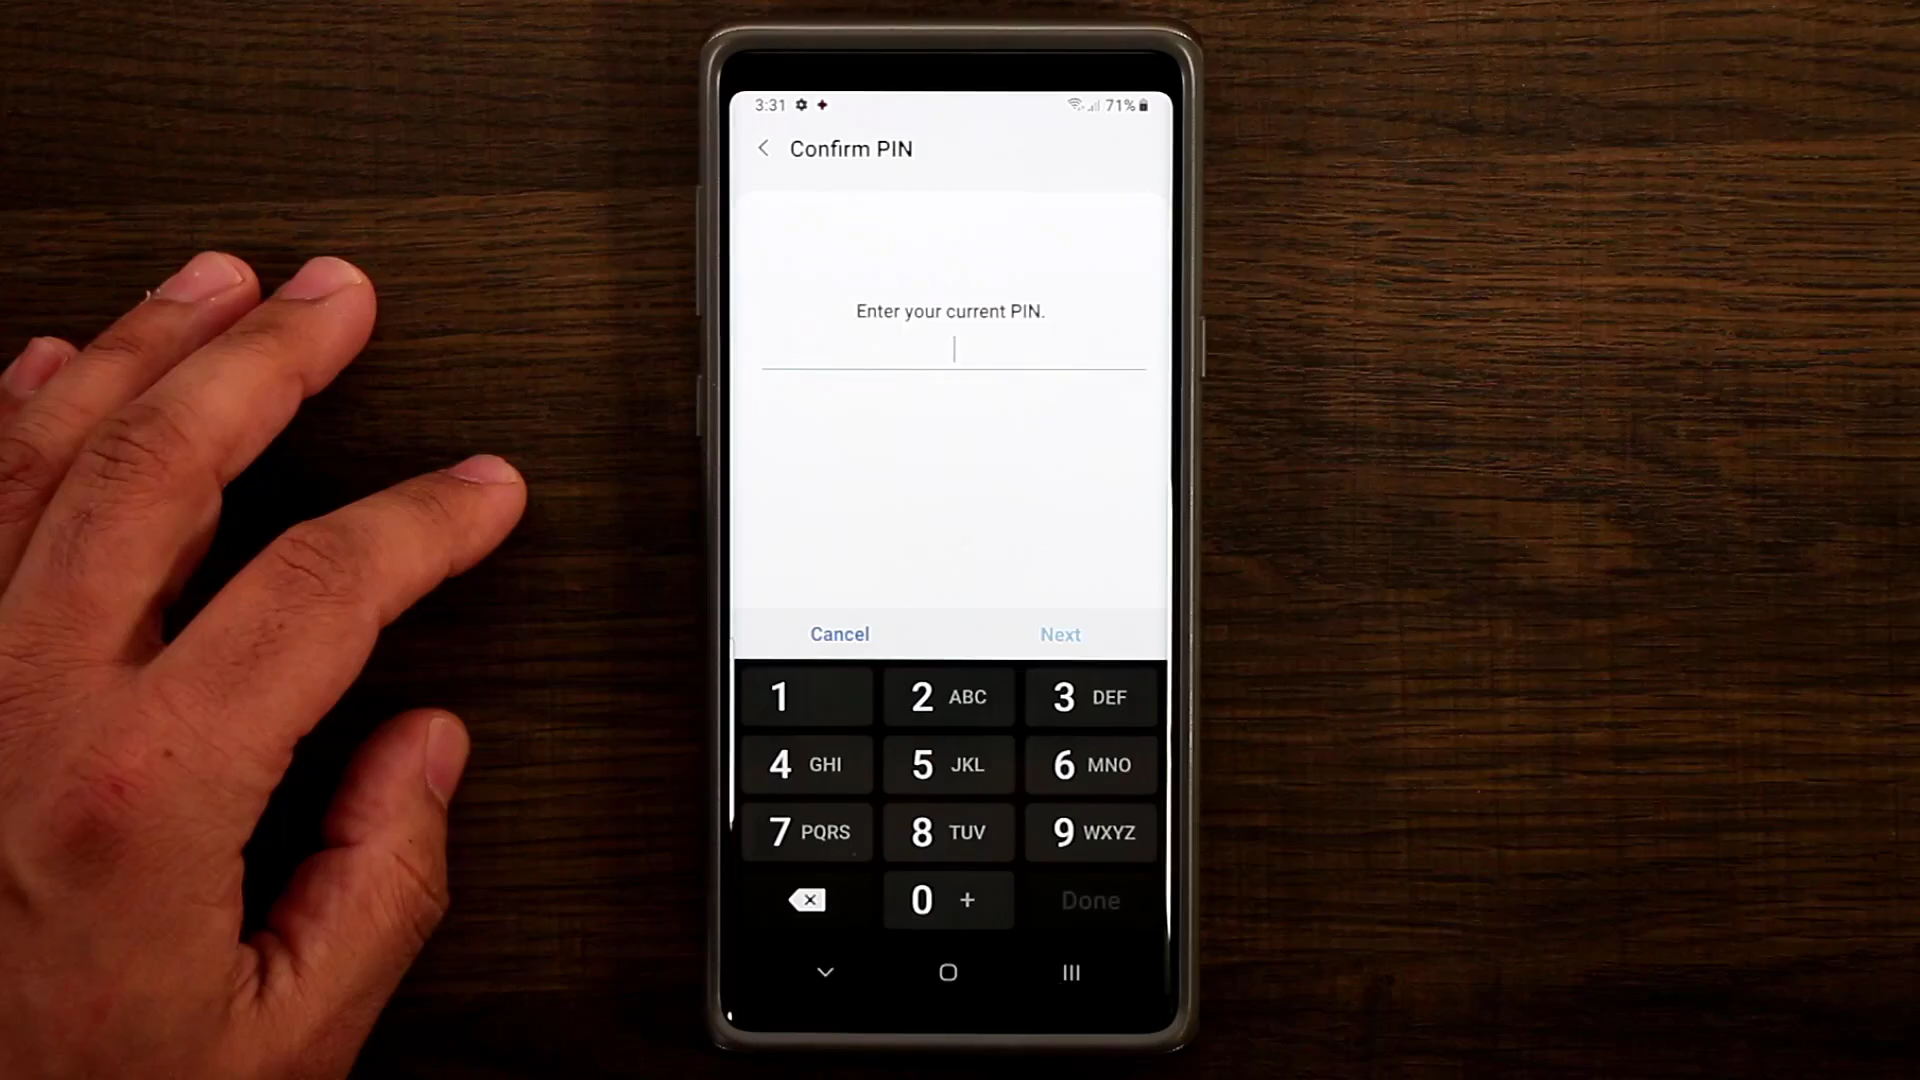 3:31 71%
Confirm PIN
Enter your current PIN.
Cancel Next
1 2 ABC 3 DEF
4 GHI 5 JKL 6 MNO
7 PQRS 8 TUV 9 WXYZ
0 + Done